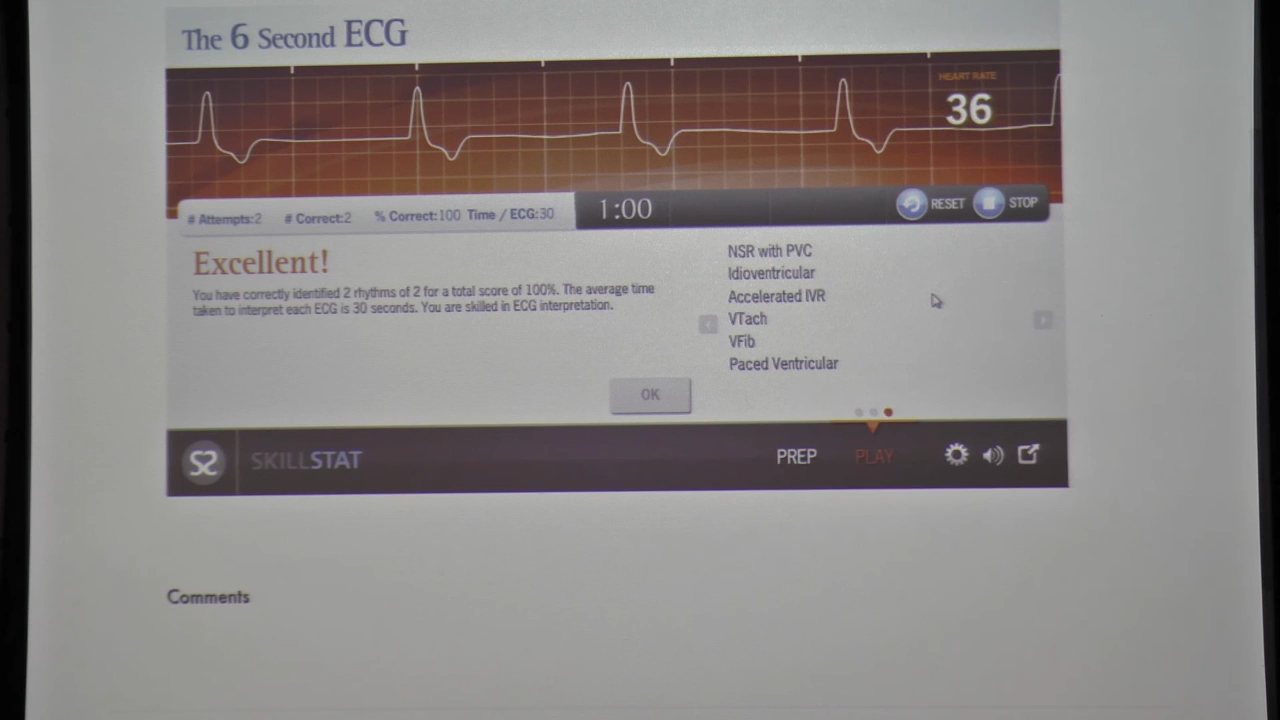 The 6 Second ECG
HEART RATE
36
# Attempts:2 # Correct:2 % Correct:100 Time / ECG:30
1:00
RESET
STOP
Excellent!
You have correctly identified 2 rhythms of 2 for a total score of 100%. The average time
taken to interpret each ECG is 30 seconds. You are skilled in ECG interpretation.
OK
NSR with PVC
Idioventricular
Accelerated IVR
VTach
VFib
Paced Ventricular
SKILLSTAT
PREP
PLAY
Comments